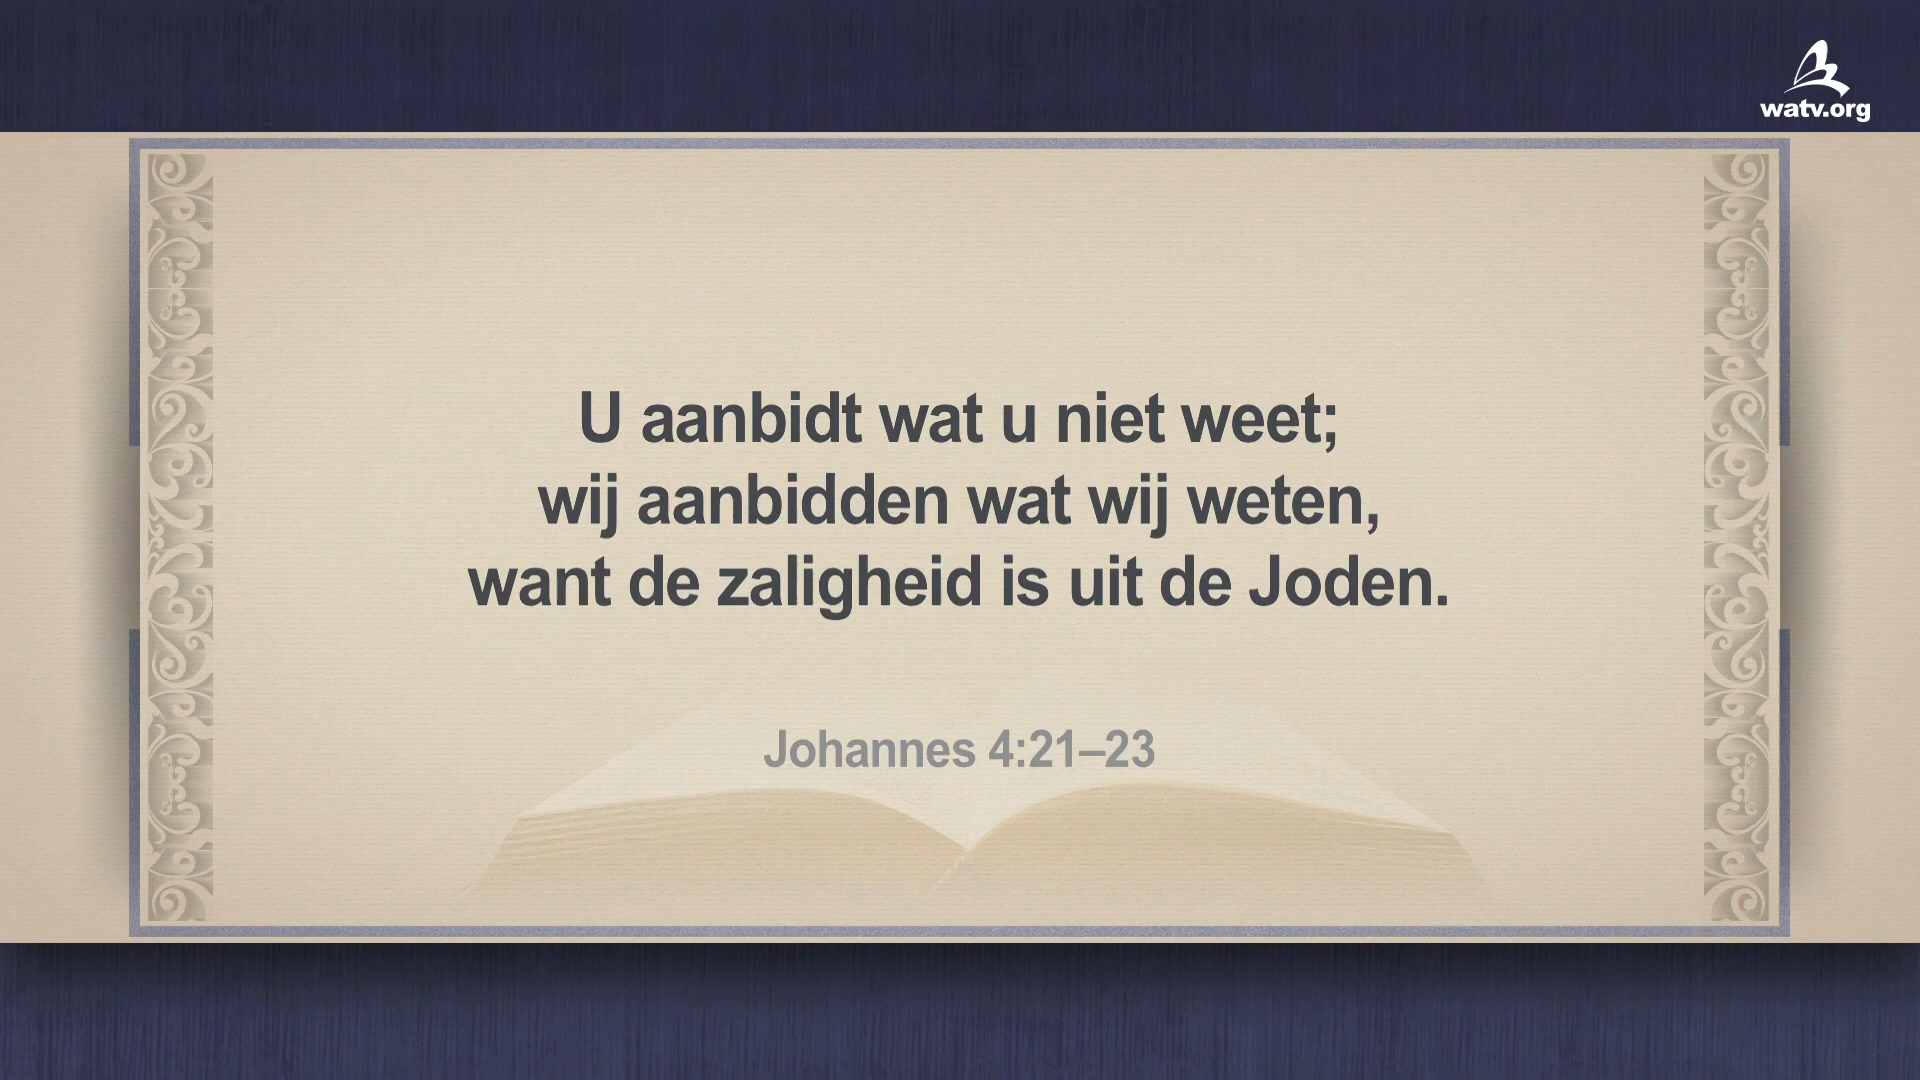 watv.org
U aanbidt wat u niet weet;
wij aanbidden wat wij weten,
want de zaligheid is uit de Joden.
Johannes 4:21–23